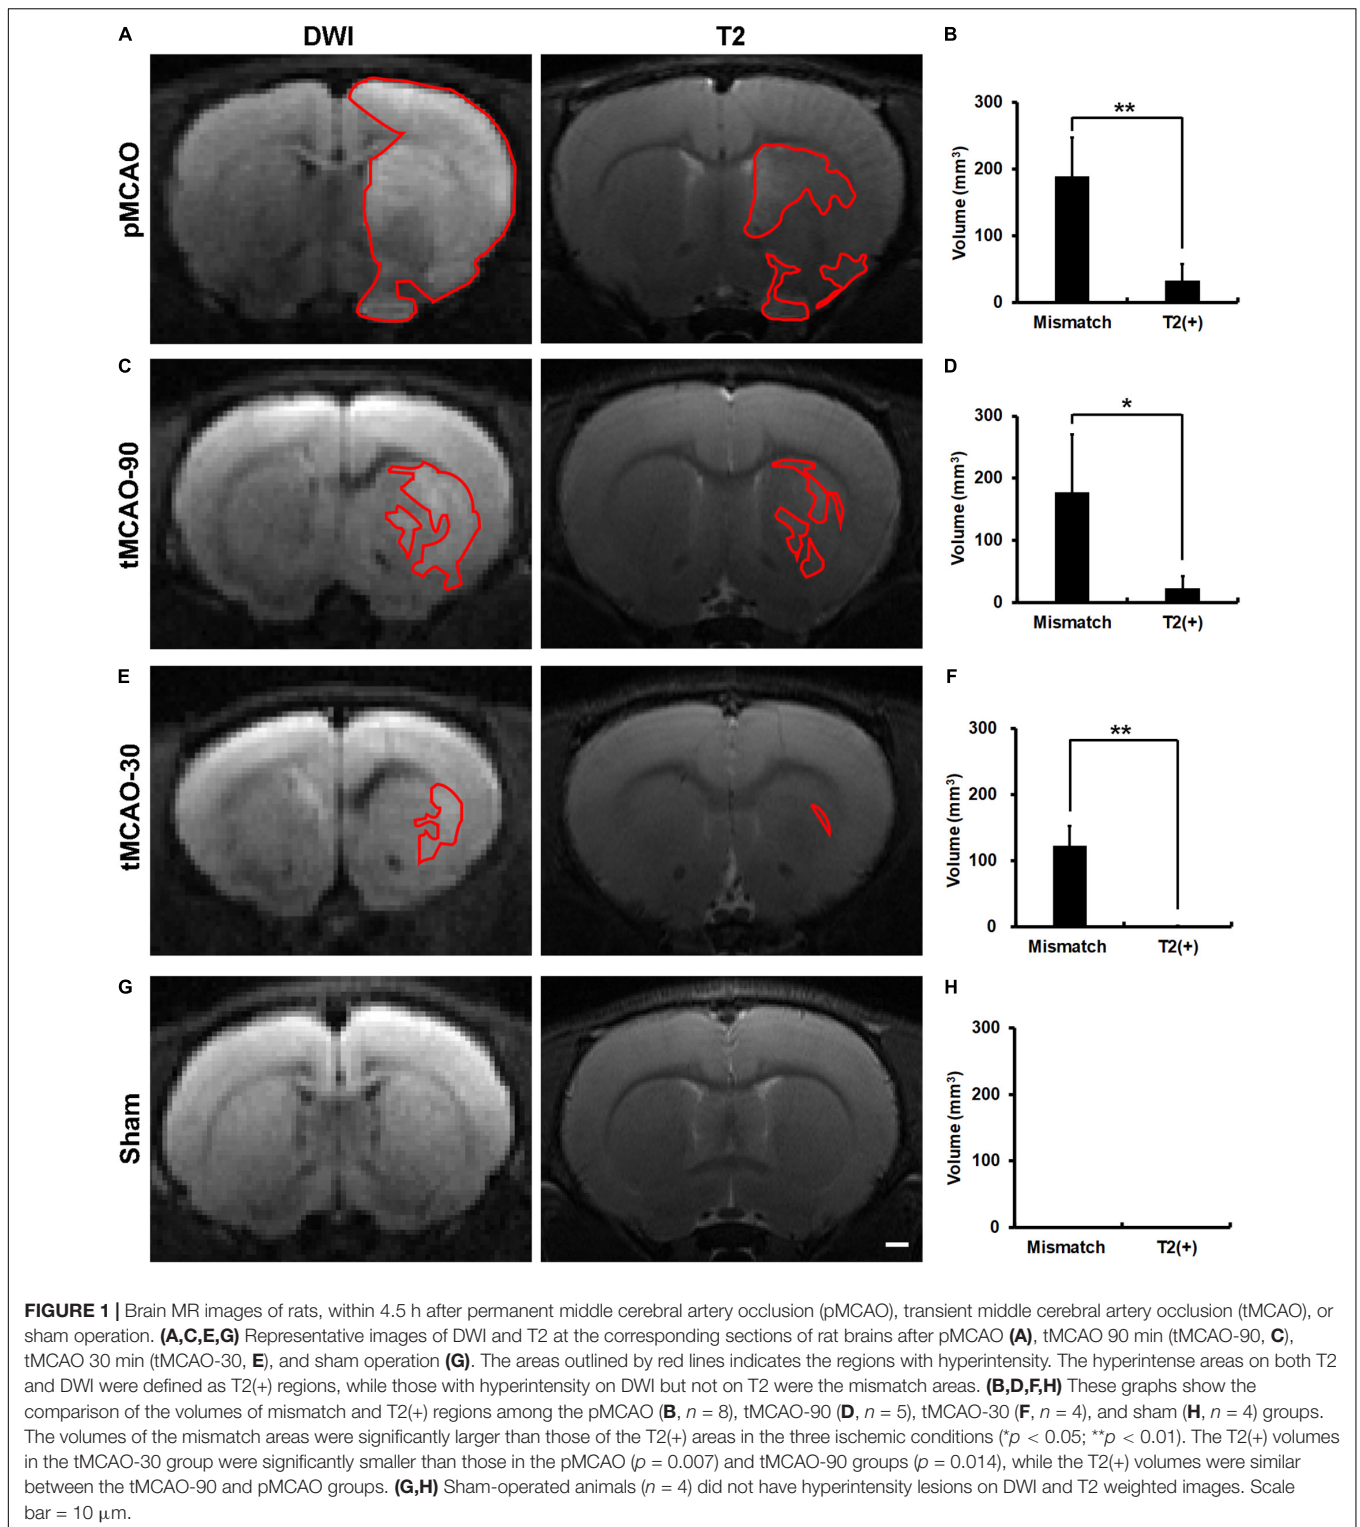 A
DWI
T2
B
pMCAO
300
200
100
0
Volume (mm³)
**
Mismatch
T2(+)
C
D
tMCAO-90
300
200
100
0
Volume (mm³)
*
Mismatch
T2(+)
E
F
tMCAO-30
300
200
100
0
Volume (mm³)
**
Mismatch
T2(+)
G
H
Sham
300
200
100
0
Volume (mm³)
Mismatch
T2(+)
FIGURE 1 | Brain MR images of rats, within 4.5 h after permanent middle cerebral artery occlusion (pMCAO), transient middle cerebral artery occlusion (tMCAO), or
sham operation. (A,C,E,G) Representative images of DWI and T2 at the corresponding sections of rat brains after pMCAO (A), tMCAO 90 min (tMCAO-90, C),
tMCAO 30 min (tMCAO-30, E), and sham operation (G). The areas outlined by red lines indicates the regions with hyperintensity. The hyperintense areas on both T2
and DWI were defined as T2(+) regions, while those with hyperintensity on DWI but not on T2 were the mismatch areas. (B,D,F,H) These graphs show the
comparison of the volumes of mismatch and T2(+) regions among the pMCAO (B, n = 8), tMCAO-90 (D, n = 5), tMCAO-30 (F, n = 4), and sham (H, n = 4) groups.
The volumes of the mismatch areas were significantly larger than those of the T2(+) areas in the three ischemic conditions (*p < 0.05; **p < 0.01). The T2(+) volumes
in the tMCAO-30 group were significantly smaller than those in the pMCAO (p = 0.007) and tMCAO-90 groups (p = 0.014), while the T2(+) volumes were similar
between the tMCAO-90 and pMCAO groups. (G,H) Sham-operated animals (n = 4) did not have hyperintensity lesions on DWI and T2 weighted images. Scale
bar = 10 μm.